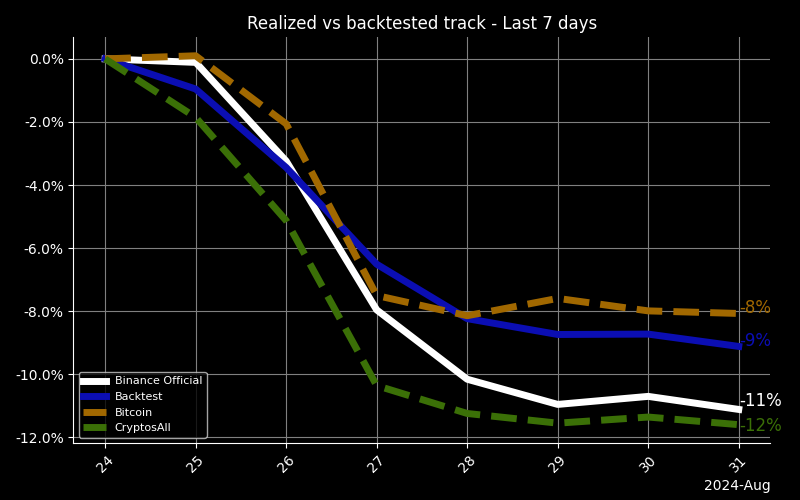 Realized vs backtested track - Last 7 days
0.0%
-2.0%
-4.0%
-6.0%
-8.0%
-10.0%
-12.0%
-8%
-9%
-11%
-12%
Binance Official
Backtest
Bitcoin
CryptosAll
24 25 26 27 28 29 30 31
2024-Aug